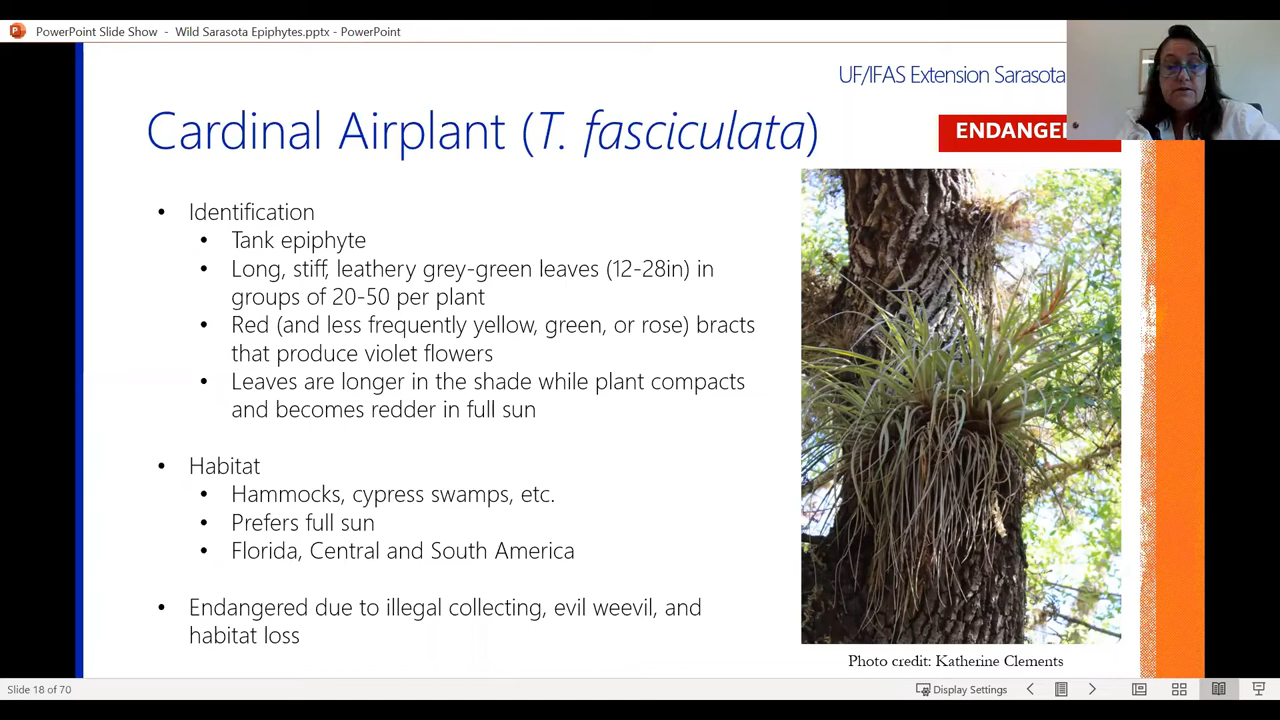 PowerPoint Slide Show - Wild Sarasota Epiphytes.pptx - PowerPoint
UF/IFAS Extension Sarasota
Cardinal Airplant (T. fasciculata)
• Identification
• Tank epiphyte
• Long, stiff, leathery grey-green leaves (12-28in) in
groups of 20-50 per plant
• Red (and less frequently yellow, green, or rose) bracts
that produce violet flowers
• Leaves are longer in the shade while plant compacts
and becomes redder in full sun
• Habitat
• Hammocks, cypress swamps, etc.
• Prefers full sun
• Florida, Central and South America
• Endangered due to illegal collecting, evil weevil, and
habitat loss
Photo credit: Katherine Clements
Slide 18 of 70
Display Settings